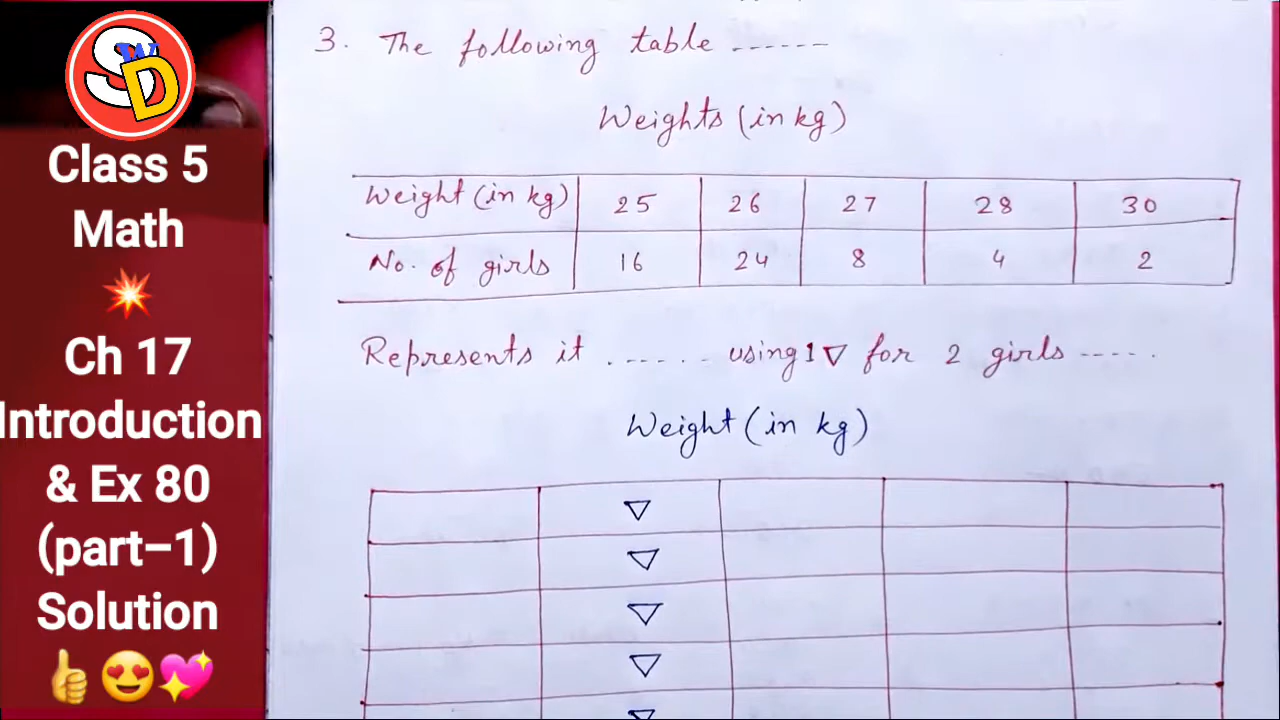 SWD
Class 5
Math
💥
Ch 17
Introduction
& Ex 80
(part–1)
Solution
👍😍💖
3. The following table ------
Weights (in kg)
Weight (in kg) 25 26 27 28 30
No. of girls 16 24 8 4 2
Represents it ...... using 1 ▽ for 2 girls -----.
Weight (in kg)
▽
▽
▽
▽
▽